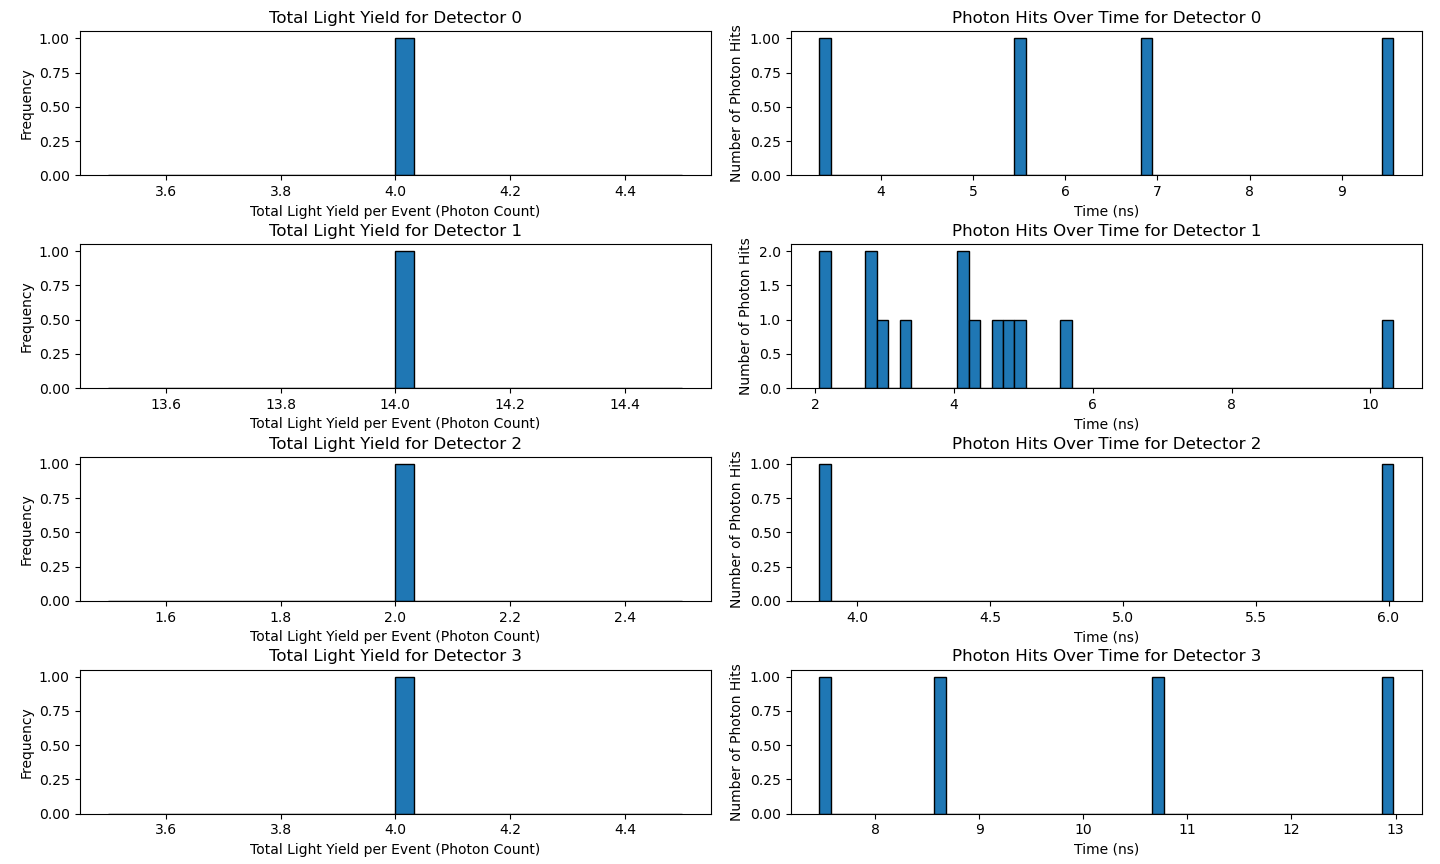 Total Light Yield for Detector 0
Frequency
1.00
0.75
0.50
0.25
0.00
3.6 3.8 4.0 4.2 4.4
Total Light Yield per Event (Photon Count)
Photon Hits Over Time for Detector 0
Number of Photon Hits
1.00
0.75
0.50
0.25
0.00
4 5 6 7 8 9
Time (ns)
Total Light Yield for Detector 1
Frequency
1.00
0.75
0.50
0.25
0.00
13.6 13.8 14.0 14.2 14.4
Total Light Yield per Event (Photon Count)
Photon Hits Over Time for Detector 1
Number of Photon Hits
2.0
1.5
1.0
0.5
0.0
2 4 6 8 10
Time (ns)
Total Light Yield for Detector 2
Frequency
1.00
0.75
0.50
0.25
0.00
1.6 1.8 2.0 2.2 2.4
Total Light Yield per Event (Photon Count)
Photon Hits Over Time for Detector 2
Number of Photon Hits
1.00
0.75
0.50
0.25
0.00
4.0 4.5 5.0 5.5 6.0
Time (ns)
Total Light Yield for Detector 3
Frequency
1.00
0.75
0.50
0.25
0.00
3.6 3.8 4.0 4.2 4.4
Total Light Yield per Event (Photon Count)
Photon Hits Over Time for Detector 3
Number of Photon Hits
1.00
0.75
0.50
0.25
0.00
8 9 10 11 12 13
Time (ns)